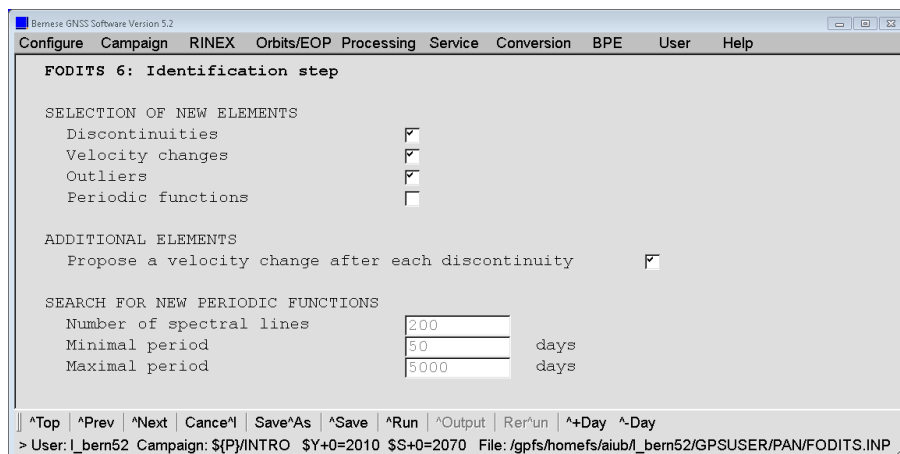 Bernese GNSS Software Version 5.2
Configure Campaign RINEX Orbits/EOP Processing Service Conversion BPE User Help
FODITS 6: Identification step
SELECTION OF NEW ELEMENTS
Discontinuities
Velocity changes
Outliers
Periodic functions
ADDITIONAL ELEMENTS
Propose a velocity change after each discontinuity
SEARCH FOR NEW PERIODIC FUNCTIONS
Number of spectral lines 200
Minimal period 50 days
Maximal period 5000 days
^Top ^Prev ^Next Cance^l Save^As ^Save ^Run ^Output Rer^un ^+Day ^-Day
> User: l_bern52 Campaign: ${P}/INTRO $Y+0=2010 $S+0=2070 File: /gpfs/homefs/aiub/l_bern52/GPSUSER/PAN/FODITS.INP